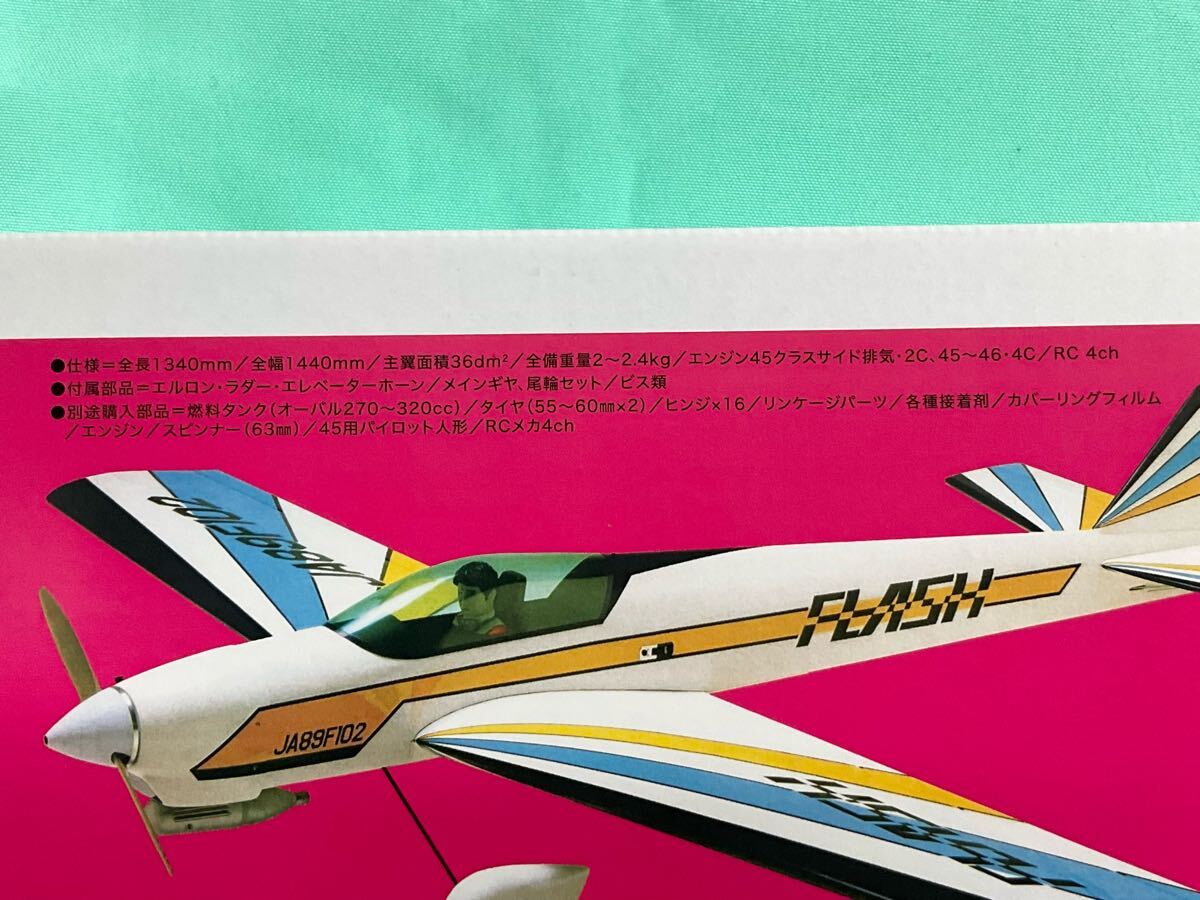 ●仕様＝全長1340mm／全幅1440mm／主翼面積36dm²／全備重量2〜2.4kg／エンジン45クラスサイド排気・2C、45〜46・4C／RC 4ch
●付属部品＝エルロン・ラダー・エレベーターホーン／メインギヤ、尾輪セット／ビス類
●別途購入部品＝燃料タンク（オーバル270〜320cc）／タイヤ（55〜60㎜×2）／ヒンジ×16／リンケージパーツ／各種接着剤／カバーリングフィルム
／エンジン／スピンナー（63㎜）／45用パイロット人形／RCメカ4ch
JA89F102
FLASH
JA89F102